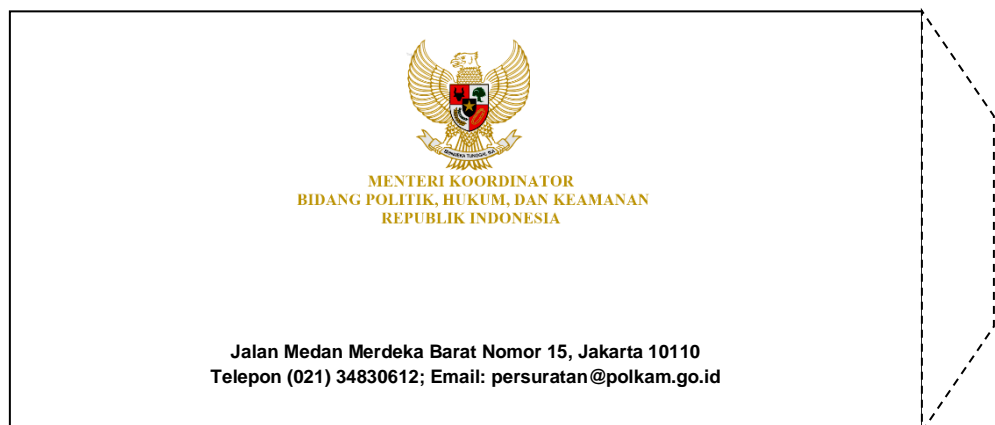 MENTERI KOORDINATOR
BIDANG POLITIK, HUKUM, DAN KEAMANAN
REPUBLIK INDONESIA
Jalan Medan Merdeka Barat Nomor 15, Jakarta 10110
Telepon (021) 34830612; Email: persuratan@polkam.go.id